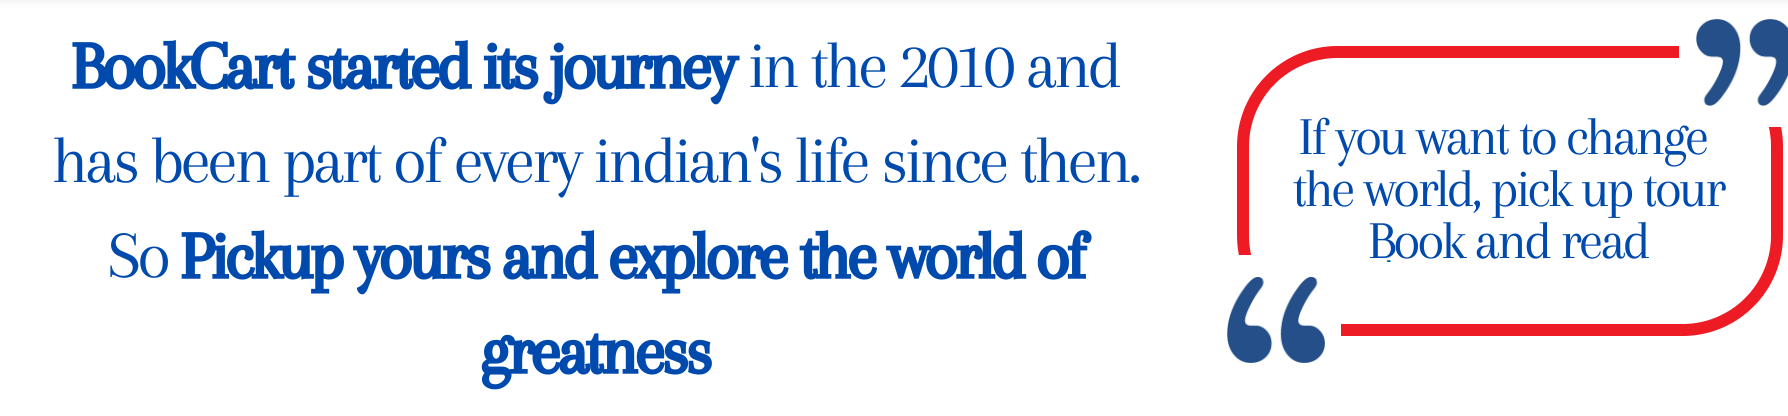 BookCart started its journey in the 2010 and
has been part of every indian's life since then.
So Pickup yours and explore the world of
greatness
If you want to change
the world, pick up tour
Book and read